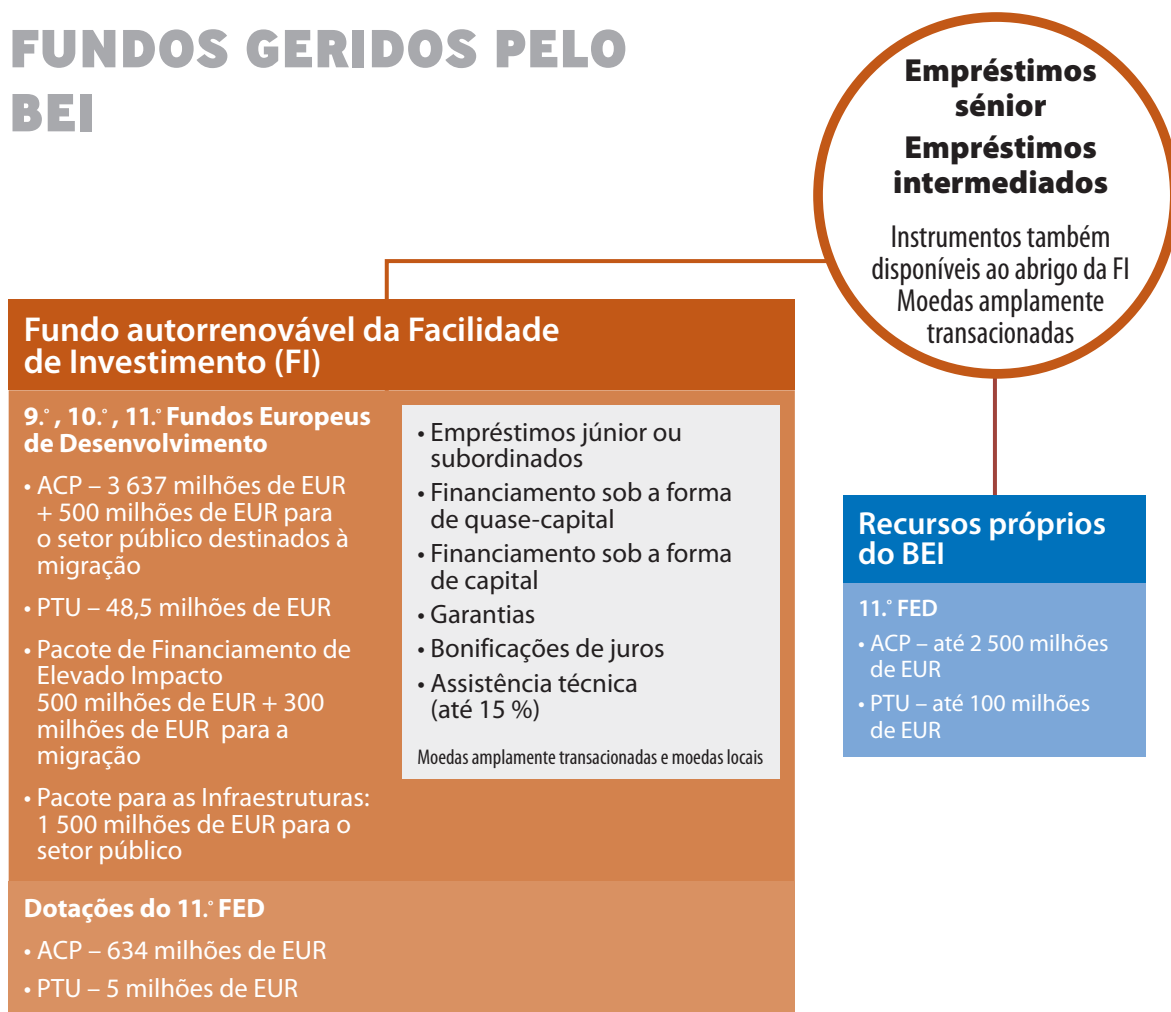 FUNDOS GERIDOS PELO
BEI
Empréstimos
sénior
Empréstimos
intermediados
Instrumentos também
disponíveis ao abrigo da FI
Moedas amplamente
transacionadas
Fundo autorrenovável da Facilidade
de Investimento (FI)
9.°, 10.°, 11.° Fundos Europeus
de Desenvolvimento
• ACP – 3 637 milhões de EUR
+ 500 milhões de EUR para
o setor público destinados à
migração
• PTU – 48,5 milhões de EUR
• Pacote de Financiamento de
Elevado Impacto
500 milhões de EUR + 300
milhões de EUR para a
migração
• Pacote para as Infraestruturas:
1 500 milhões de EUR para o
setor público
• Empréstimos júnior ou
subordinados
• Financiamento sob a forma
de quase-capital
• Financiamento sob a forma
de capital
• Garantias
• Bonificações de juros
• Assistência técnica
(até 15 %)
Moedas amplamente transacionadas e moedas locais
Dotações do 11.° FED
• ACP – 634 milhões de EUR
• PTU – 5 milhões de EUR
Recursos próprios
do BEI
11.° FED
• ACP – até 2 500 milhões
de EUR
• PTU – até 100 milhões
de EUR